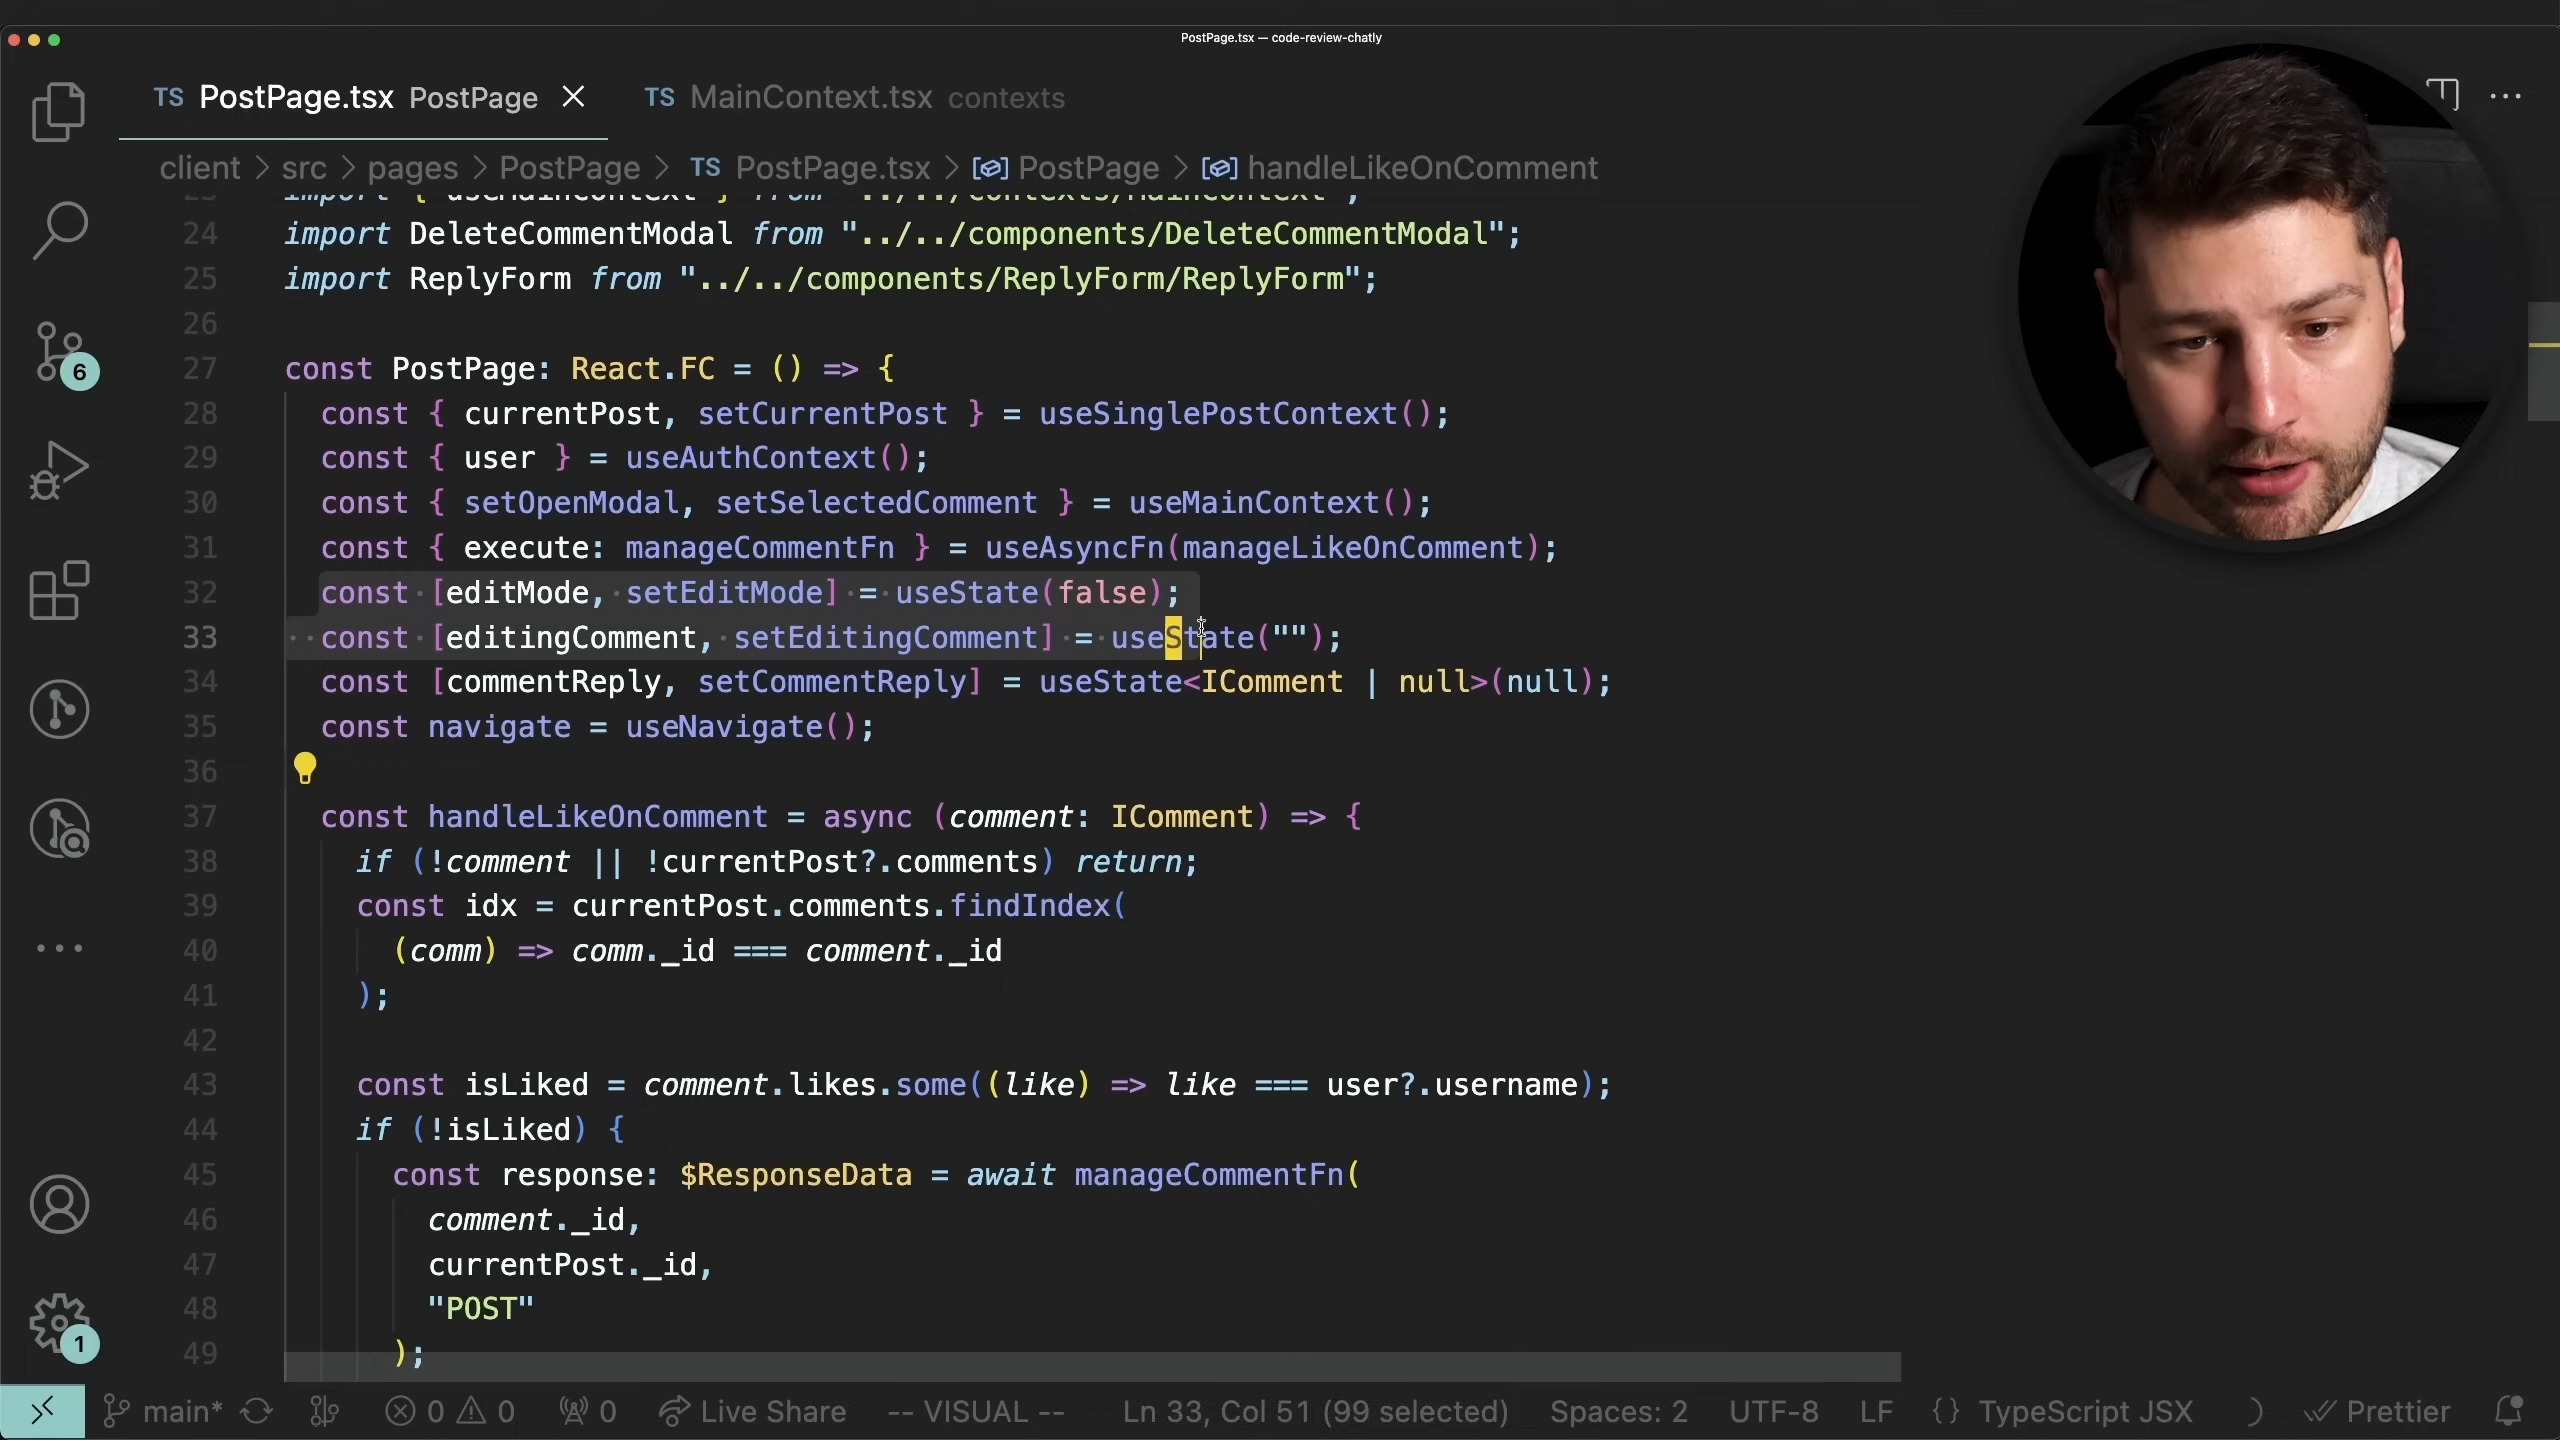 PostPage.tsx — code-review-chatly
TS PostPage.tsx PostPage
TS MainContext.tsx contexts
client > src > pages > PostPage > TS PostPage.tsx > PostPage > handleLikeOnComment
23 import { useMainContext } from "../../contexts/MainContext";
24 import DeleteCommentModal from "../../components/DeleteCommentModal";
25 import ReplyForm from "../../components/ReplyForm/ReplyForm";
26
27 const PostPage: React.FC = () => {
28 const { currentPost, setCurrentPost } = useSinglePostContext();
29 const { user } = useAuthContext();
30 const { setOpenModal, setSelectedComment } = useMainContext();
31 const { execute: manageCommentFn } = useAsyncFn(manageLikeOnComment);
32 const [editMode, setEditMode] = useState(false);
33 const [editingComment, setEditingComment] = useState("");
34 const [commentReply, setCommentReply] = useState<IComment | null>(null);
35 const navigate = useNavigate();
36
37 const handleLikeOnComment = async (comment: IComment) => {
38 if (!comment || !currentPost?.comments) return;
39 const idx = currentPost.comments.findIndex(
40 (comm) => comm._id === comment._id
41 );
42
43 const isLiked = comment.likes.some((like) => like === user?.username);
44 if (!isLiked) {
45 const response: $ResponseData = await manageCommentFn(
46 comment._id,
47 currentPost._id,
48 "POST"
49 );
6
1
main* 0 0 0 Live Share -- VISUAL -- Ln 33, Col 51 (99 selected) Spaces: 2 UTF-8 LF {} TypeScript JSX Prettier